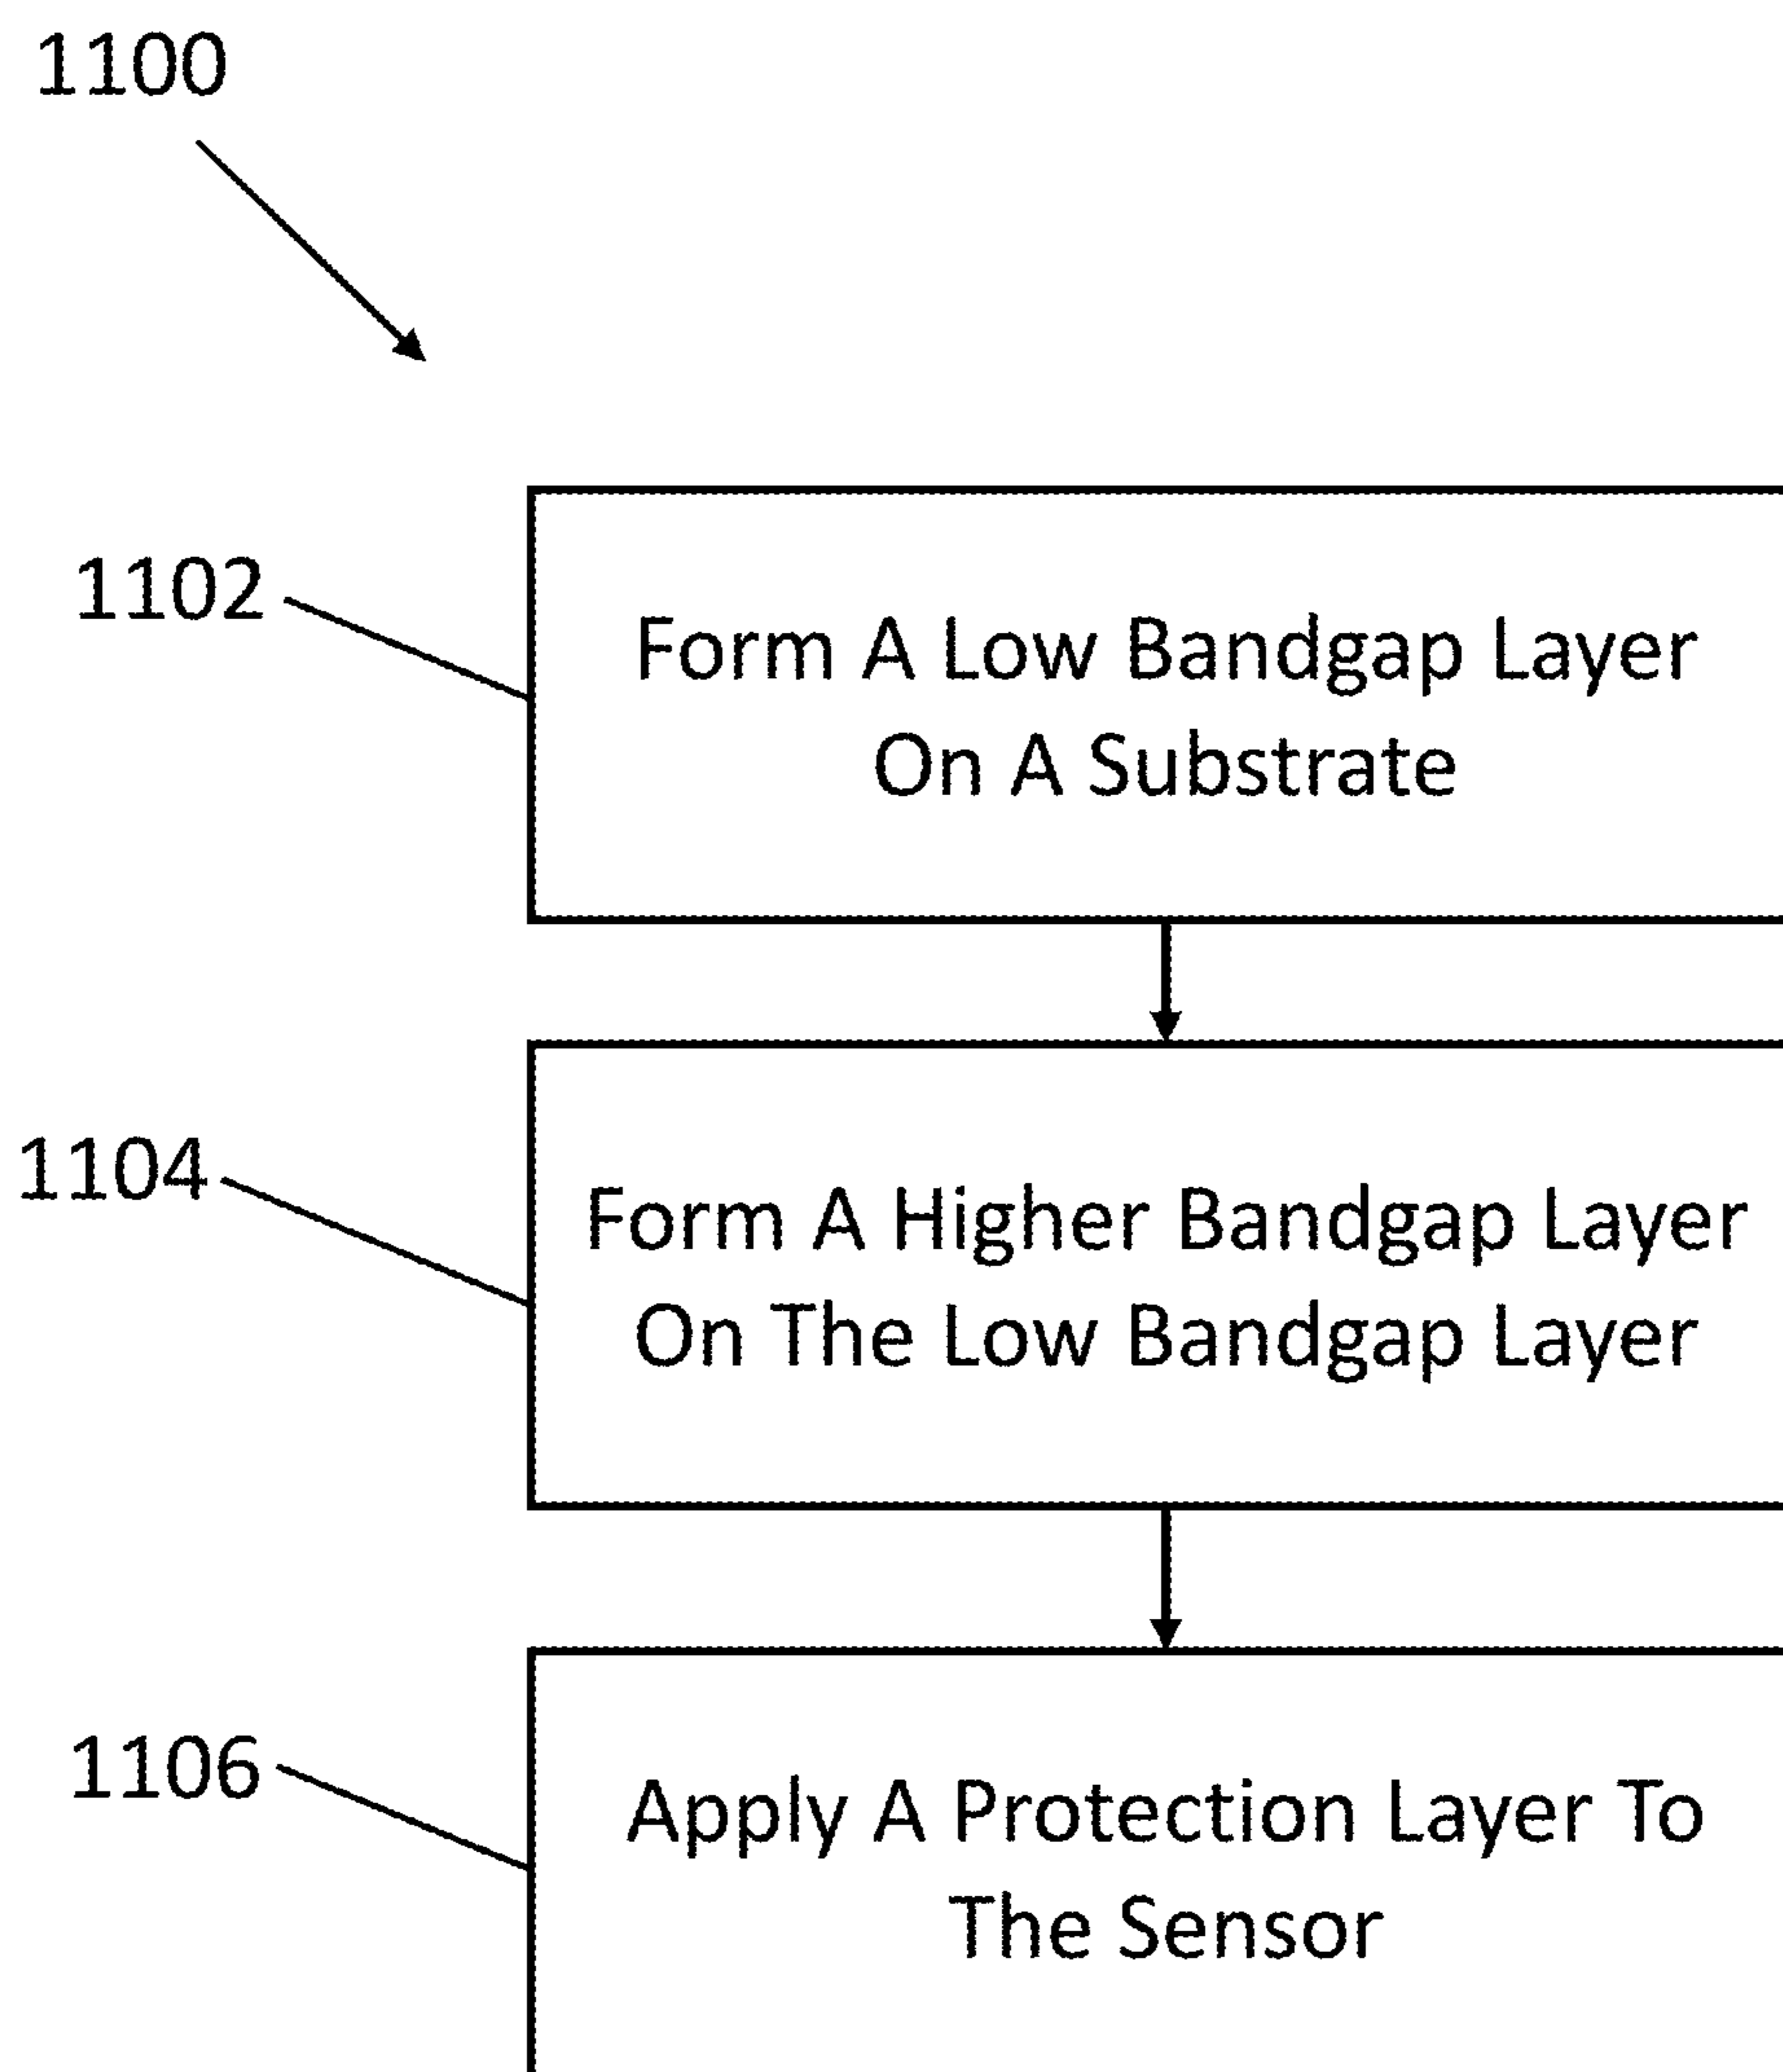 1100
1102
Form A Low Bandgap Layer
On A Substrate
1104
Form A Higher Bandgap Layer
On The Low Bandgap Layer
1106
Apply A Protection Layer To
The Sensor